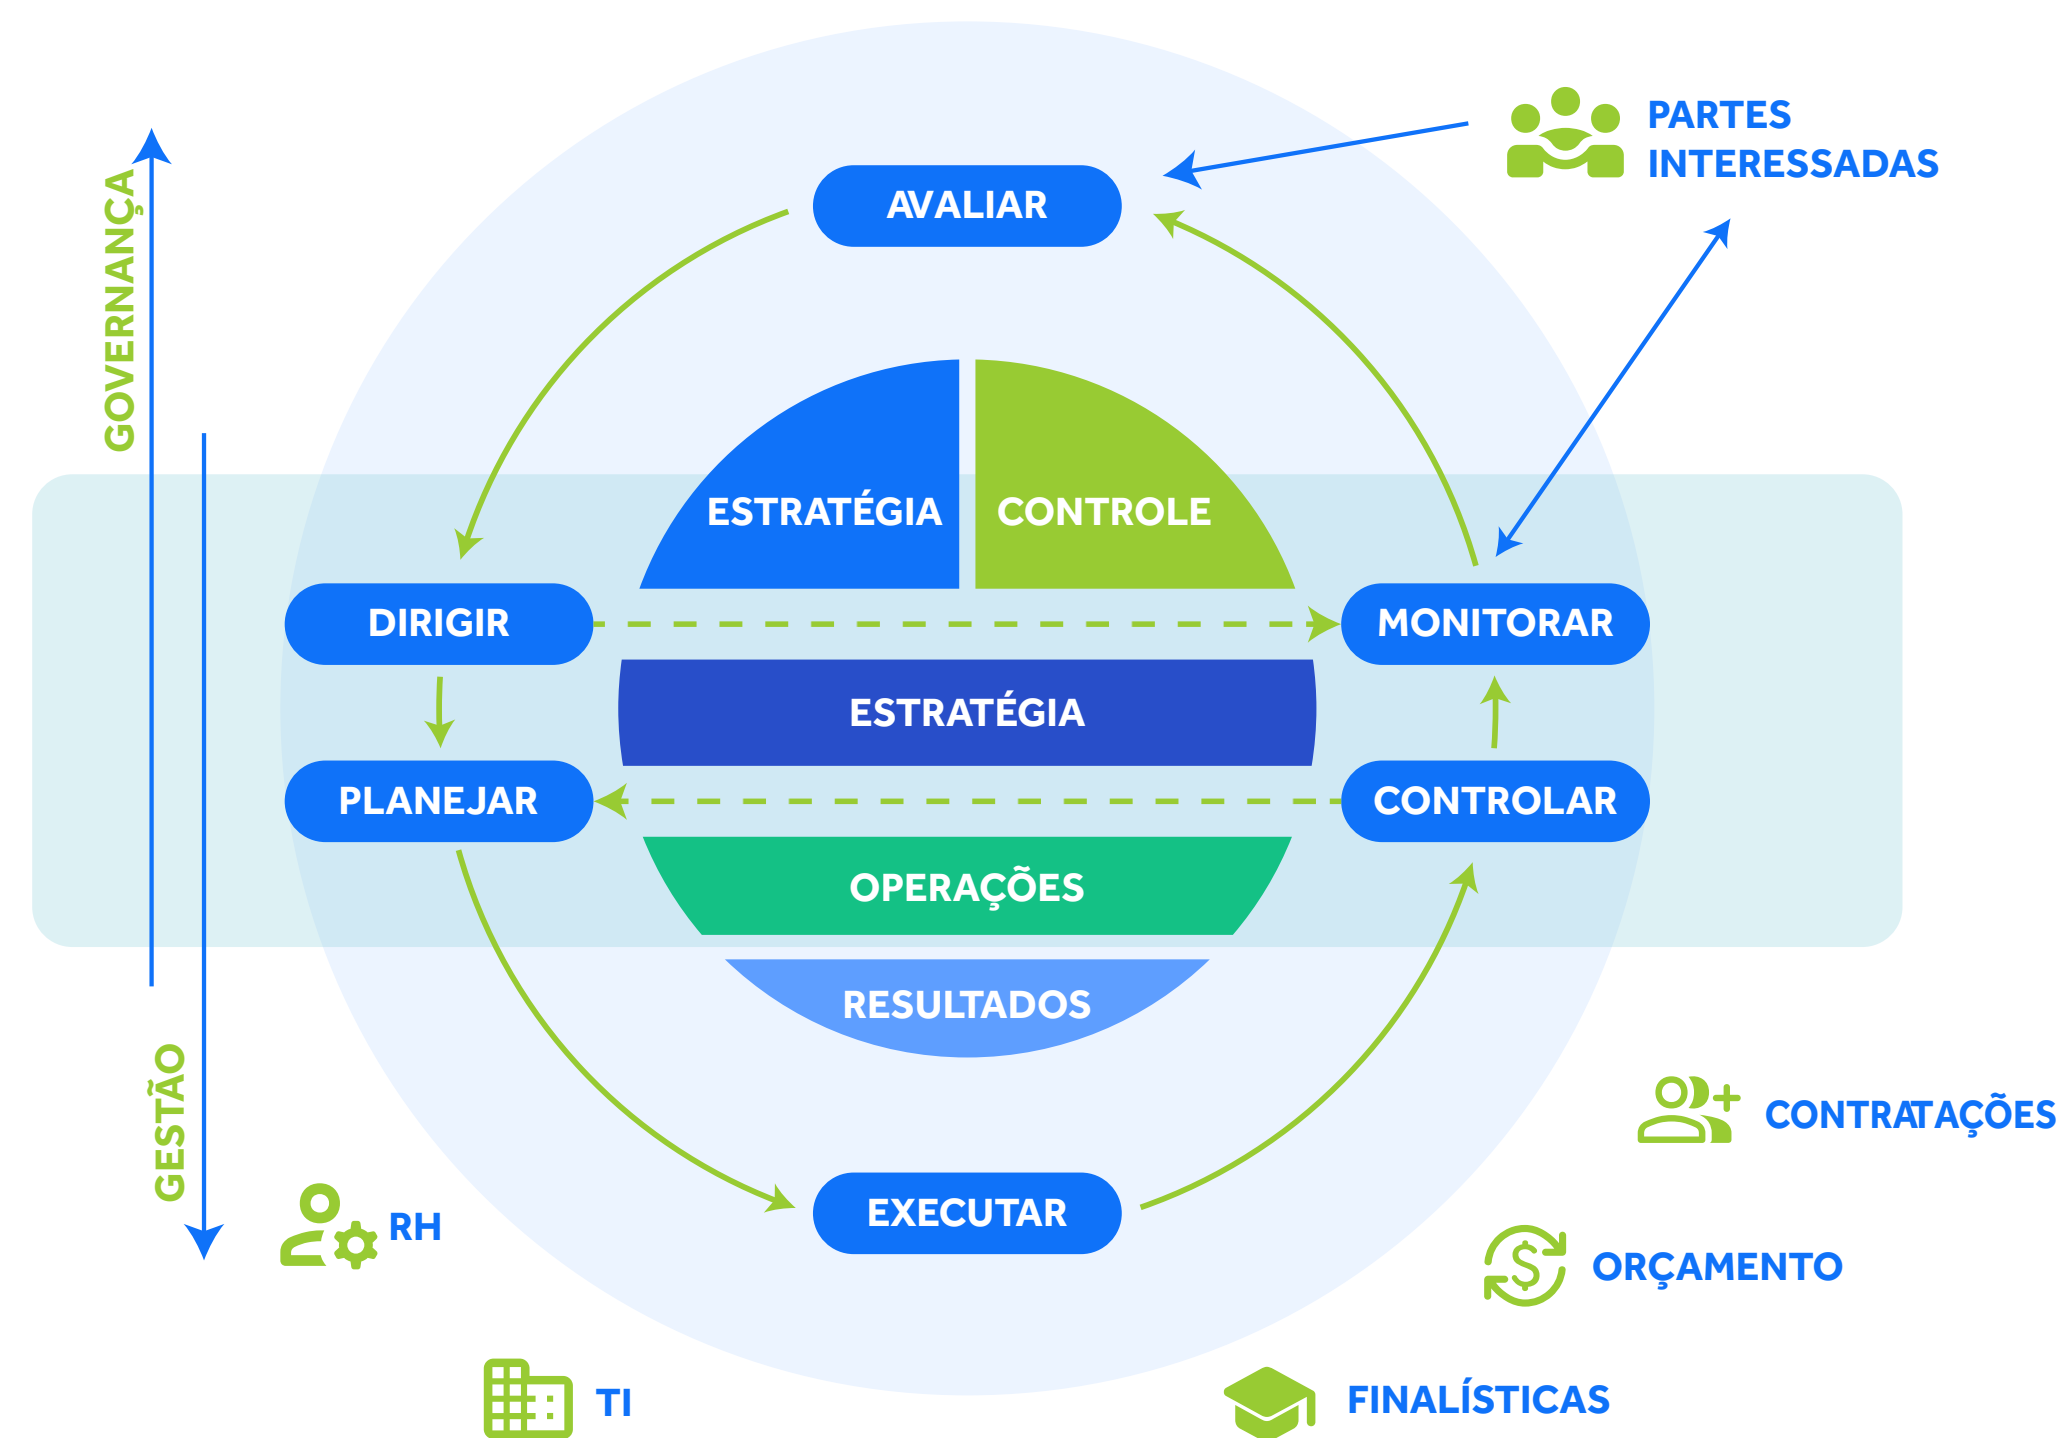 PARTES
INTERESSADAS
AVALIAR
GOVERNANÇA
ESTRATÉGIA
CONTROLE
DIRIGIR
MONITORAR
ESTRATÉGIA
PLANEJAR
CONTROLAR
OPERAÇÕES
RESULTADOS
GESTÃO
CONTRATAÇÕES
EXECUTAR
RH
ORÇAMENTO
TI
FINALÍSTICAS